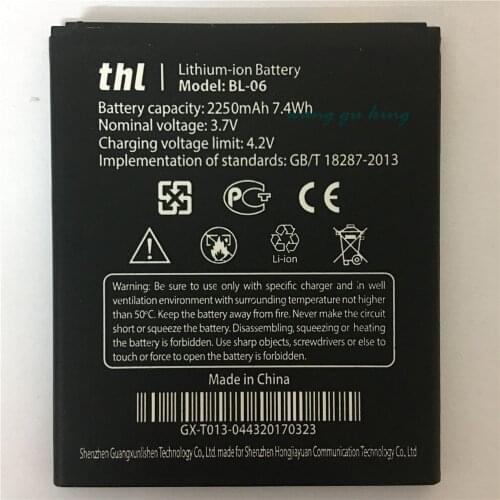 thl
Lithium-ion Battery
Model: BL-06
Battery capacity: 2250mAh 7.4Wh
Nominal voltage: 3.7V
wang gu king
Charging voltage limit: 4.2V
Implementation of standards: GB/T 18287-2013
PC CE
Li-ion
Warning: Be sure to use only with specific charger and in well
ventilation environment with surrounding temperature not higher
than 50°C. Keep the battery away from fire. Never make the circuit
short or squeeze the battery. Disassembling, squeezing or heating
the battery is forbidden. Use sharp objects, screwdrivers or else to
touch or force to open the battery is forbidden.
Made in China
GX-T013-044320170323
Shenzhen Guangxunlishen Technology Co., Ltd. Shenzhen Hongjiayuan Communication Technology Co., Ltd